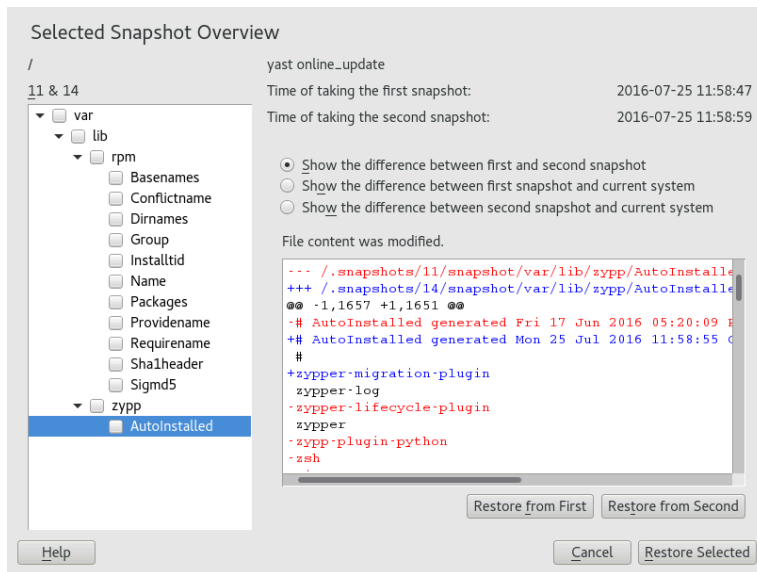 Selected Snapshot Overview
/
11 & 14
var
lib
rpm
Basenames
Conflictname
Dirnames
Group
Installtid
Name
Packages
Providename
Requirename
Sha1header
Sigmd5
zypp
AutoInstalled
yast online_update
Time of taking the first snapshot: 2016-07-25 11:58:47
Time of taking the second snapshot: 2016-07-25 11:58:59
Show the difference between first and second snapshot
Show the difference between first snapshot and current system
Show the difference between second snapshot and current system
File content was modified.
--- /.snapshots/11/snapshot/var/lib/zypp/AutoInstalle
+++ /.snapshots/14/snapshot/var/lib/zypp/AutoInstalle
@@ -1,1657 +1,1651 @@
-# AutoInstalled generated Fri 17 Jun 2016 05:20:09
+# AutoInstalled generated Mon 25 Jul 2016 11:58:55
#
+zypper-migration-plugin
zypper-log
-zypper-lifecycle-plugin
zypper
-zypp-plugin-python
-zsh
Restore from First Restore from Second
Help Cancel Restore Selected